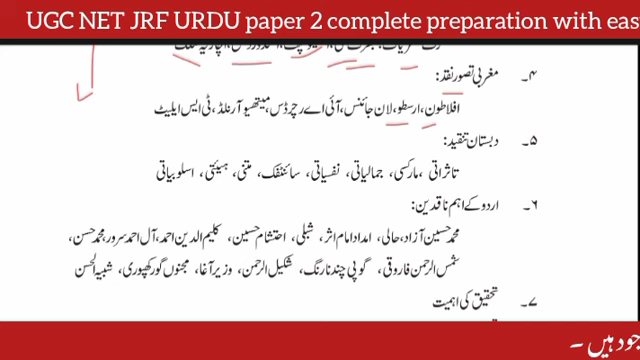 UGC NET JRF URDU paper 2 complete preparation with eas
۴۔ مغربی تصور نقد:
افلاطون، ارسطو، لان جائنس، آئی اے رچرڈس، میتھیو آرنلڈ، ٹی ایس ایلیٹ
۵۔ دبستان تنقید:
تاثراتی، مارکسی، جمالیاتی، نفسیاتی، سائنٹفک، متنی، ہیئتی، اسلوبیاتی
۶۔ اردو کے اہم ناقدین:
محمد حسین آزاد، حالی، امداد امام اثر، شبلی، احتشام حسین، کلیم الدین احمد، آل احمد سرور، محمد حسن،
شمس الرحمن فاروقی، گوپی چند نارنگ، شکیل الرحمن، وزیر آغا، مجنوں گورکھپوری، شبیہ الحسن
۷۔ تحقیق کی اہمیت
جود ہیں ۔